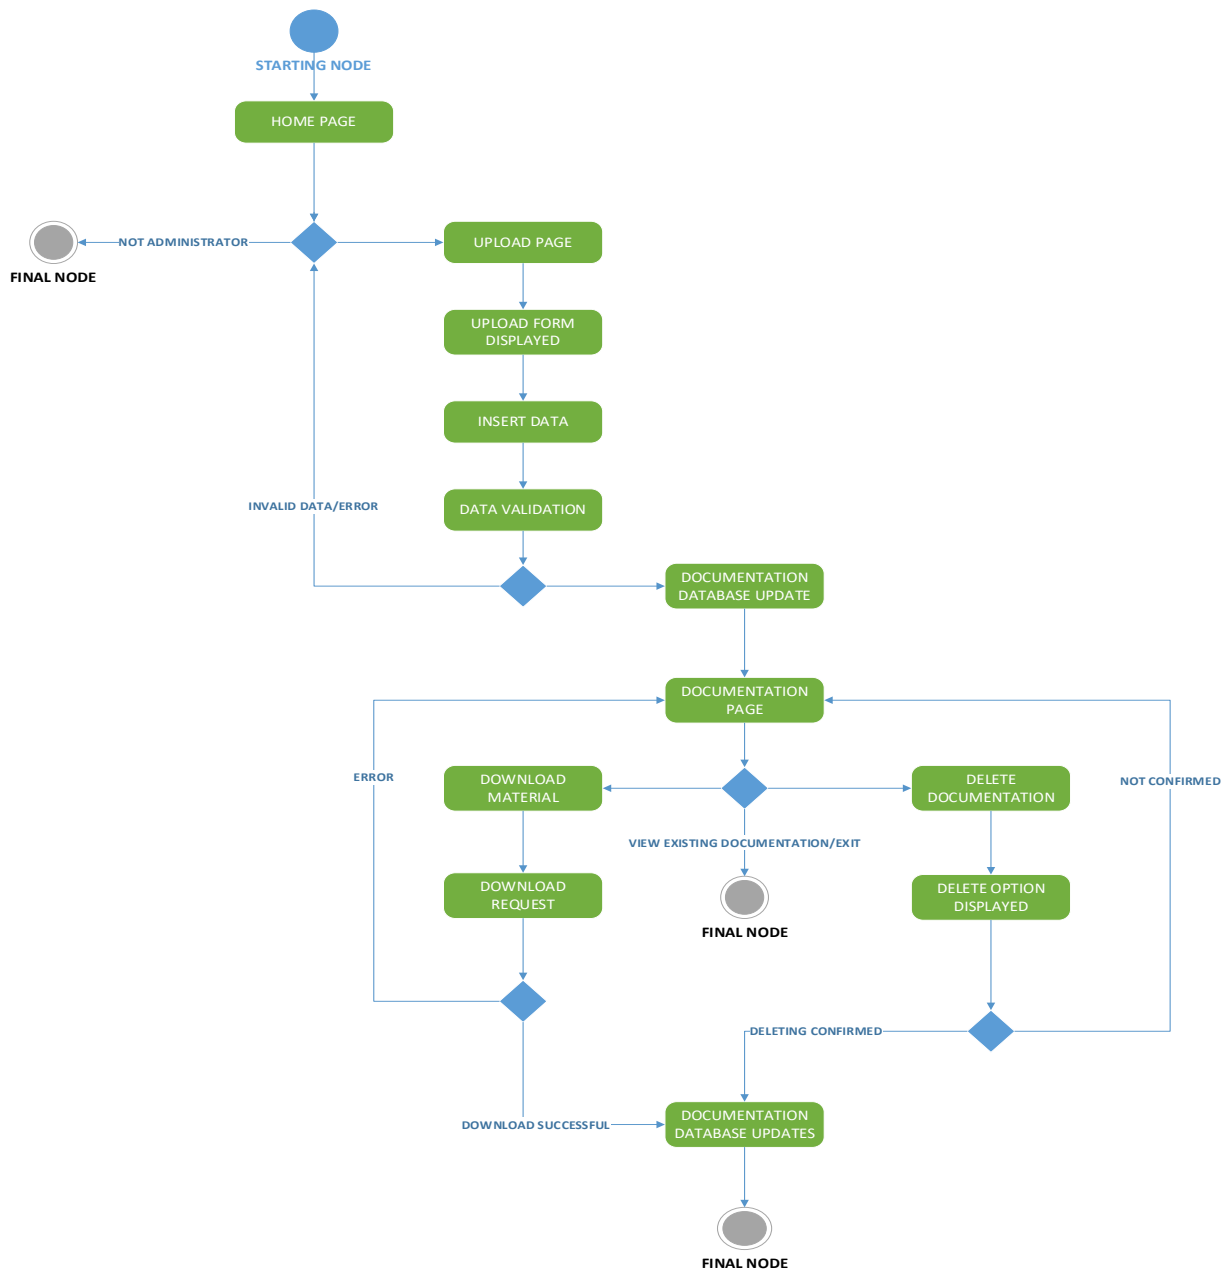 STARTING NODE
HOME PAGE
NOT ADMINISTRATOR
UPLOAD PAGE
FINAL NODE
UPLOAD FORM
DISPLAYED
INSERT DATA
INVALID DATA/ERROR
DATA VALIDATION
DOCUMENTATION
DATABASE UPDATE
DOCUMENTATION
PAGE
ERROR
DOWNLOAD
MATERIAL
DELETE
DOCUMENTATION
NOT CONFIRMED
VIEW EXISTING DOCUMENTATION/EXIT
DOWNLOAD
REQUEST
DELETE OPTION
DISPLAYED
FINAL NODE
DELETING CONFIRMED
DOWNLOAD SUCCESSFUL
DOCUMENTATION
DATABASE UPDATES
FINAL NODE